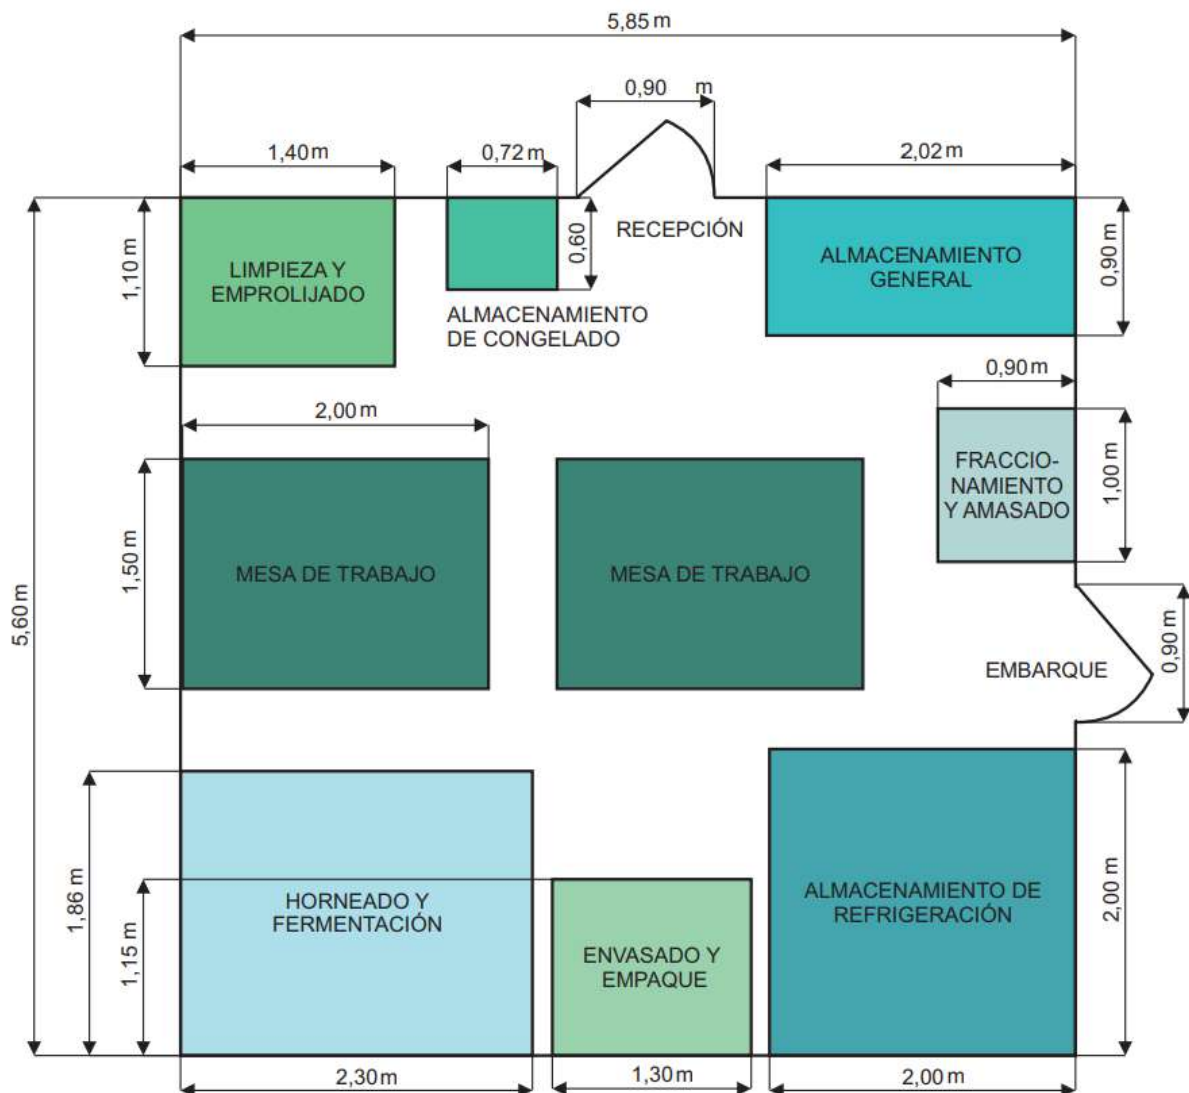 5,85 m
0,90 m
1,40 m
0,72 m
2,02 m
RECEPCIÓN
1,10 m
LIMPIEZA Y
EMPROLIJADO
0,60
ALMACENAMIENTO
GENERAL
0,90 m
ALMACENAMIENTO
DE CONGELADO
0,90 m
2,00 m
FRACCIO-
NAMIENTO
Y AMASADO
1,00 m
1,50 m
MESA DE TRABAJO
MESA DE TRABAJO
5,60 m
EMBARQUE
0,90 m
1,86 m
HORNEADO Y
FERMENTACIÓN
ALMACENAMIENTO DE
REFRIGERACIÓN
2,00 m
1,15 m
ENVASADO Y
EMPAQUE
2,30 m
1,30 m
2,00 m